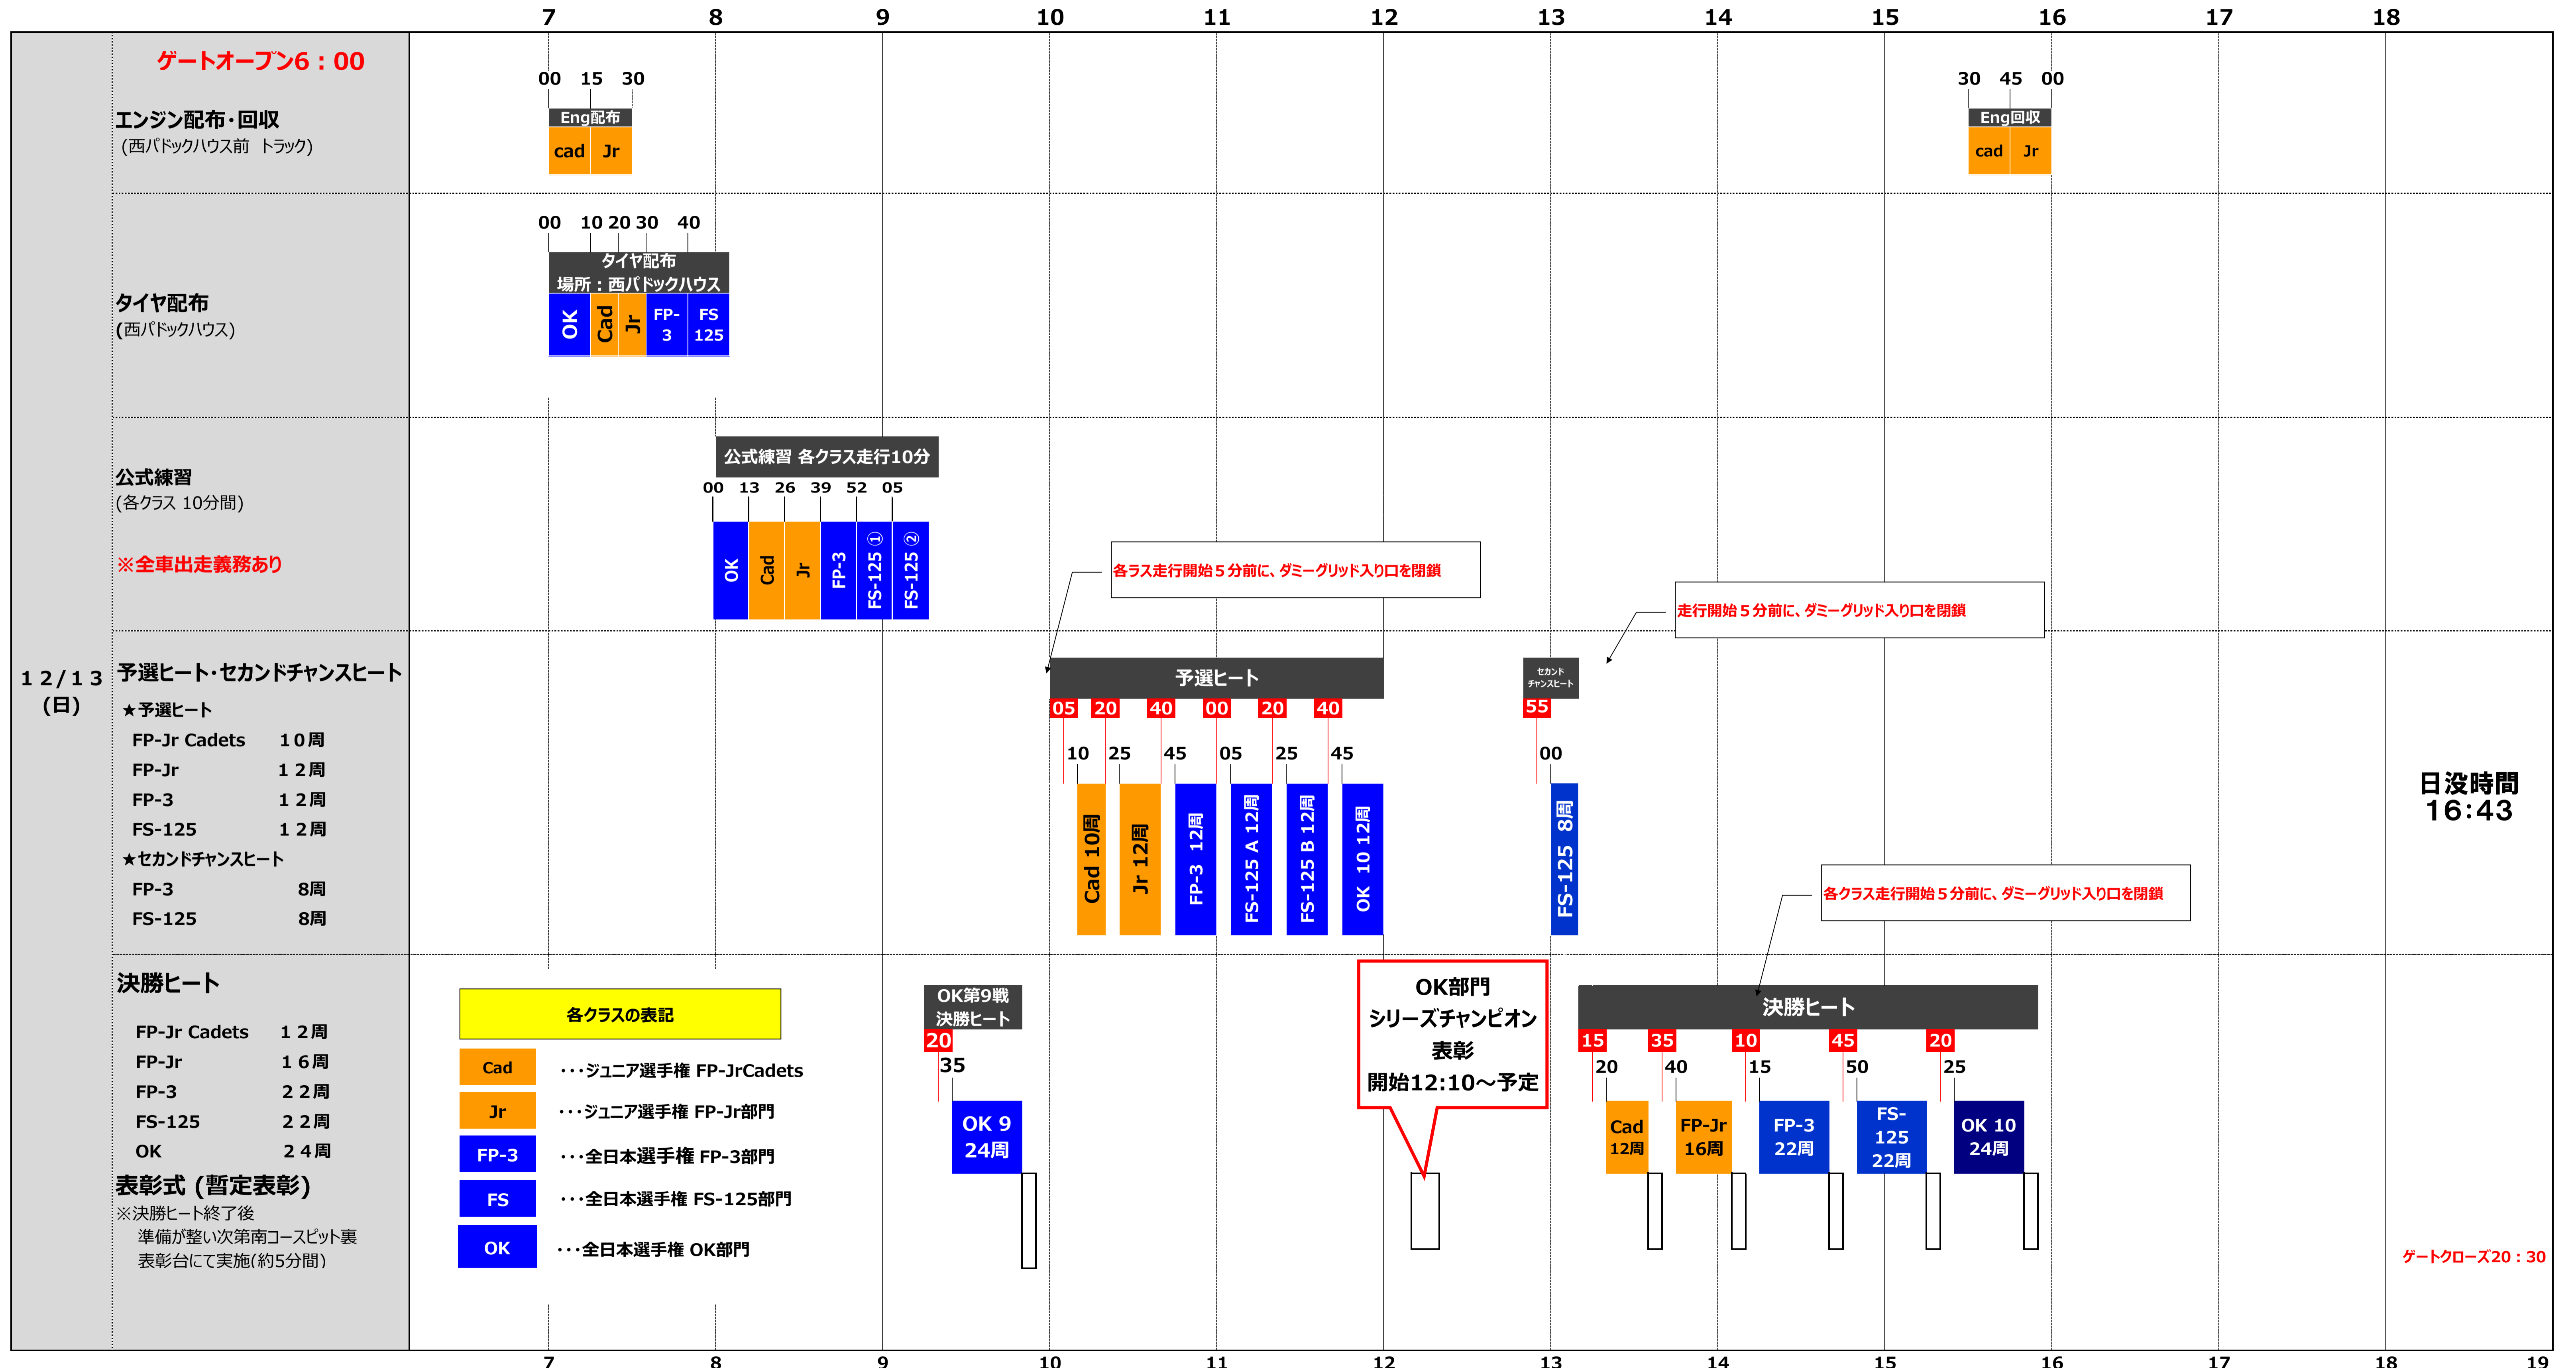 7 8 9 10 11 12 13 14 15 16 17 18
ゲートオープン6：00
00 15 30
30 45 00
エンジン配布・回収
(西パドックハウス前 トラック)
Eng配布
cad Jr
Eng回収
cad Jr
00 10 20 30 40
タイヤ配布
(西パドックハウス)
タイヤ配布
場所：西パドックハウス
OK Cad Jr FP-3 FS125
公式練習
(各クラス 10分間)
※全車出走義務あり
公式練習 各クラス走行10分
00 13 26 39 52 05
OK Cad Jr FP-3 FS-125 ① FS-125 ②
各ラス走行開始５分前に、ダミーグリッド入り口を閉鎖
走行開始５分前に、ダミーグリッド入り口を閉鎖
１２/１３
(日)
予選ヒート・セカンドチャンスヒート
★予選ヒート
FP-Jr Cadets １０周
FP-Jr １２周
FP-3 １２周
FS-125 １２周
★セカンドチャンスヒート
FP-3 8周
FS-125 8周
予選ヒート
05 20 40 00 20 40
10 25 45 05 25 45
Cad 10周 Jr 12周 FP-3 12周 FS-125 A 12周 FS-125 B 12周 OK 10 12周
セカンド
チャンスヒート
55
00
FS-125 8周
日没時間
16：43
各クラス走行開始５分前に、ダミーグリッド入り口を閉鎖
決勝ヒート
FP-Jr Cadets １２周
FP-Jr １６周
FP-3 ２２周
FS-125 ２２周
OK ２４周
表彰式 (暫定表彰)
※決勝ヒート終了後
準備が整い次第南コースピット裏
表彰台にて実施(約5分間)
各クラスの表記
Cad ・・・ジュニア選手権 FP-JrCadets
Jr ・・・ジュニア選手権 FP-Jr部門
FP-3 ・・・全日本選手権 FP-3部門
FS ・・・全日本選手権 FS-125部門
OK ・・・全日本選手権 OK部門
OK第9戦
決勝ヒート
20
35
OK 9
24周
OK部門
シリーズチャンピオン
表彰
開始12:10～予定
決勝ヒート
15 35 10 45 20
20 40 15 50 25
Cad
12周
FP-Jr
16周
FP-3
22周
FS-
125
22周
OK 10
24周
ゲートクローズ20：30
7 8 9 10 11 12 13 14 15 16 17 18 19